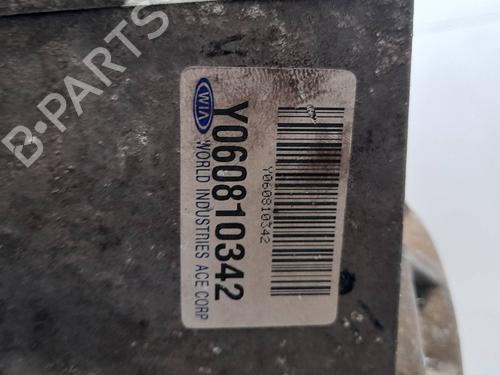 B-PARTS
WIA
Y060810342
WORLD INDUSTRIES ACE CORP
Y060810342